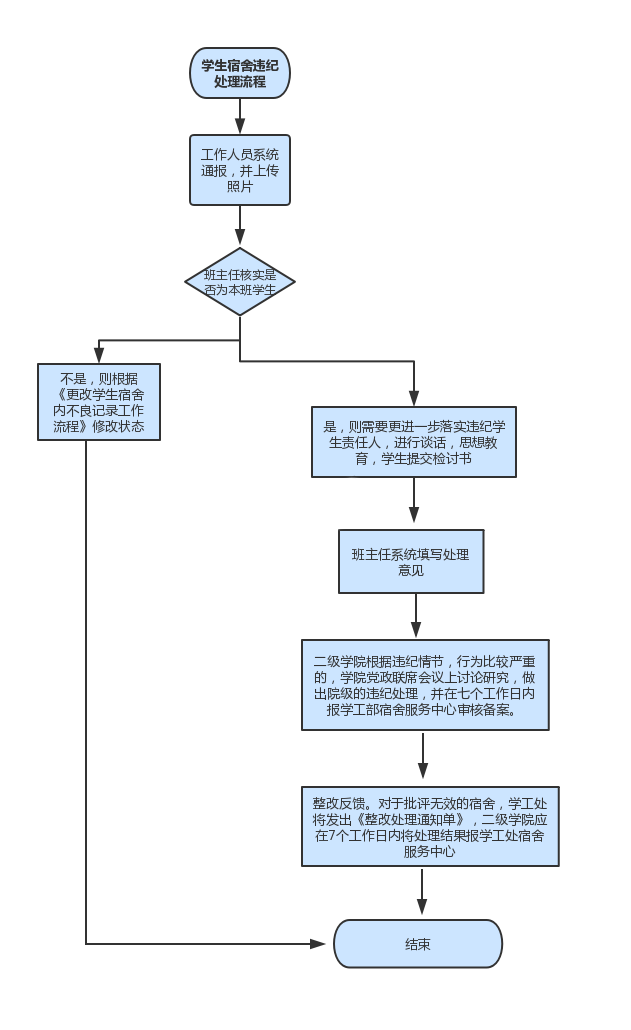 学生宿舍违纪
处理流程
工作人员系统
通报，并上传
照片
班主任核实是
否为本班学生
不是，则根据
《更改学生宿舍
内不良记录工作
流程》修改状态
是，则需要更进一步落实违纪学
生责任人，进行谈话，思想教
育，学生提交检讨书
班主任系统填写处理
意见
二级学院根据违纪情节，行为比较严重
的，学院党政联席会议上讨论研究，做
出院级的违纪处理，并在七个工作日内
报学工部宿舍服务中心审核备案。
整改反馈。对于批评无效的宿舍，学工处
将发出《整改处理通知单》，二级学院应
在7个工作日内将处理结果报学工处宿舍
服务中心
结束